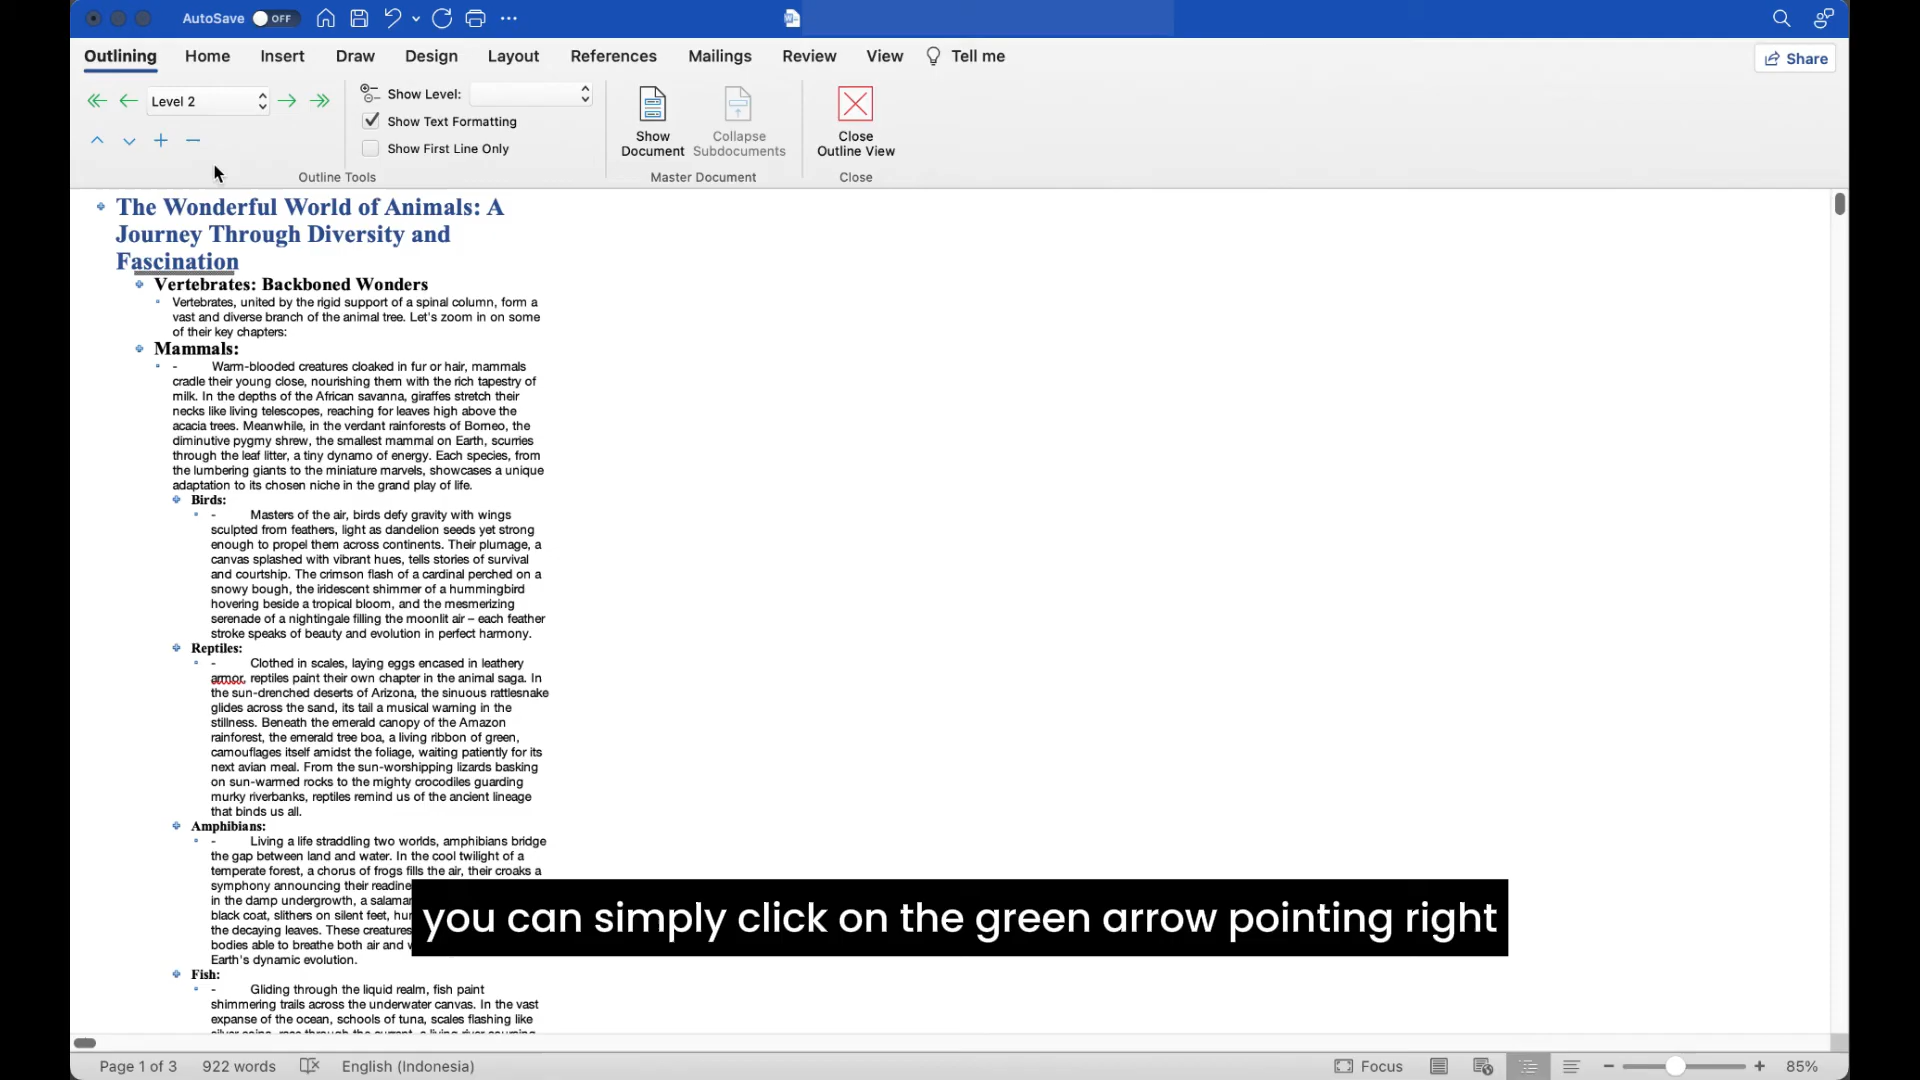 AutoSave OFF
Outlining Home Insert Draw Design Layout References Mailings Review View Tell me Share
Level 2
Show Level:
Show Text Formatting
Show First Line Only
Outline Tools
Show Document
Collapse Subdocuments
Master Document
Close Outline View
Close
The Wonderful World of Animals: A
Journey Through Diversity and
Fascination
Vertebrates: Backboned Wonders
Vertebrates, united by the rigid support of a spinal column, form a
vast and diverse branch of the animal tree. Let's zoom in on some
of their key chapters:
Mammals:
- Warm-blooded creatures cloaked in fur or hair, mammals
cradle their young close, nourishing them with the rich tapestry of
milk. In the depths of the African savanna, giraffes stretch their
necks like living telescopes, reaching for leaves high above the
acacia trees. Meanwhile, in the verdant rainforests of Borneo, the
diminutive pygmy shrew, the smallest mammal on Earth, scurries
through the leaf litter, a tiny dynamo of energy. Each species, from
the lumbering giants to the miniature marvels, showcases a unique
adaptation to its chosen niche in the grand play of life.
Birds:
- Masters of the air, birds defy gravity with wings
sculpted from feathers, light as dandelion seeds yet strong
enough to propel them across continents. Their plumage, a
canvas splashed with vibrant hues, tells stories of survival
and courtship. The crimson flash of a cardinal perched on a
snowy bough, the iridescent shimmer of a hummingbird
hovering beside a tropical bloom, and the mesmerizing
serenade of a nightingale filling the moonlit air – each feather
stroke speaks of beauty and evolution in perfect harmony.
Reptiles:
- Clothed in scales, laying eggs encased in leathery
armor, reptiles paint their own chapter in the animal saga. In
the sun-drenched deserts of Arizona, the sinuous rattlesnake
glides across the sand, its tail a musical warning in the
stillness. Beneath the emerald canopy of the Amazon
rainforest, the emerald tree boa, a living ribbon of green,
camouflages itself amidst the foliage, waiting patiently for its
next avian meal. From the sun-worshipping lizards basking
on sun-warmed rocks to the mighty crocodiles guarding
murky riverbanks, reptiles remind us of the ancient lineage
that binds us all.
Amphibians:
- Living a life straddling two worlds, amphibians bridge
the gap between land and water. In the cool twilight of a
temperate forest, a chorus of frogs fills the air, their croaks a
symphony announcing their
in the damp undergrowth, a
black coat, slithers on silent feet,
the decaying leaves. These creatures
bodies able to breathe both air and
Earth's dynamic evolution.
you can simply click on the green arrow pointing right
Fish:
- Gliding through the liquid realm, fish paint
shimmering trails across the underwater canvas. In the vast
expanse of the ocean, schools of tuna, scales flashing like
Page 1 of 3 922 words English (Indonesia) Focus 85%